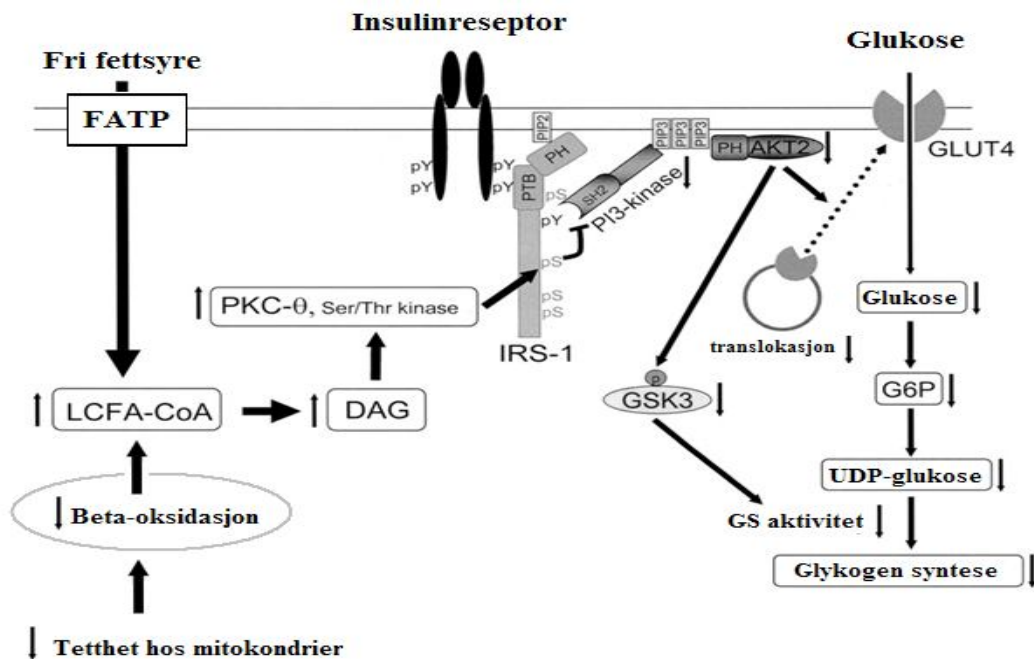 Insulinreseptor
Glukose
Fri fettsyre
FATP
PIP2
PIP3 PIP3 PIP3
PH
PH AKT2
GLUT4
pY
pY
pY
pY
PTB
pS
SH2
PI3-kinase
pY
pS
pS
pS
PKC-θ, Ser/Thr kinase
IRS-1
Glukose
translokasjon
LCFA-CoA
DAG
P
GSK3
G6P
UDP-glukose
Beta-oksidasjon
GS aktivitet
Glykogen syntese
Tetthet hos mitokondrier